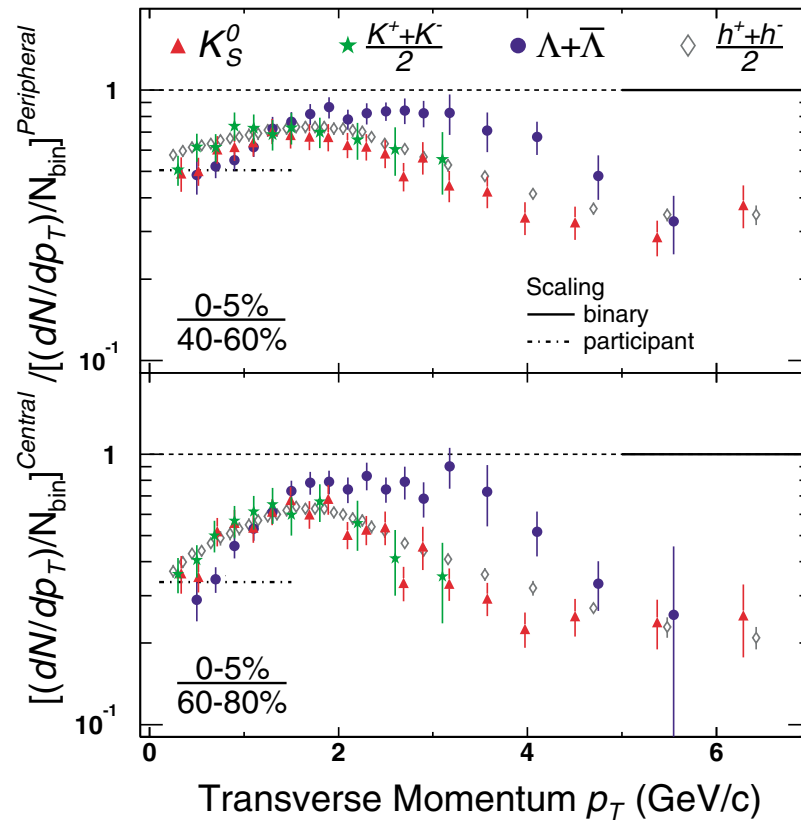 K_S^0 (K^+ + K^-)/2 Λ+Λ̄ (h^+ + h^-)/2
[(dN/dp_T)/N_bin]^Central/[(dN/dp_T)/N_bin]^Peripheral
1
0-5%
40-60%
Scaling
binary
participant
10^-1
1
0-5%
60-80%
10^-1
0 2 4 6
Transverse Momentum p_T (GeV/c)